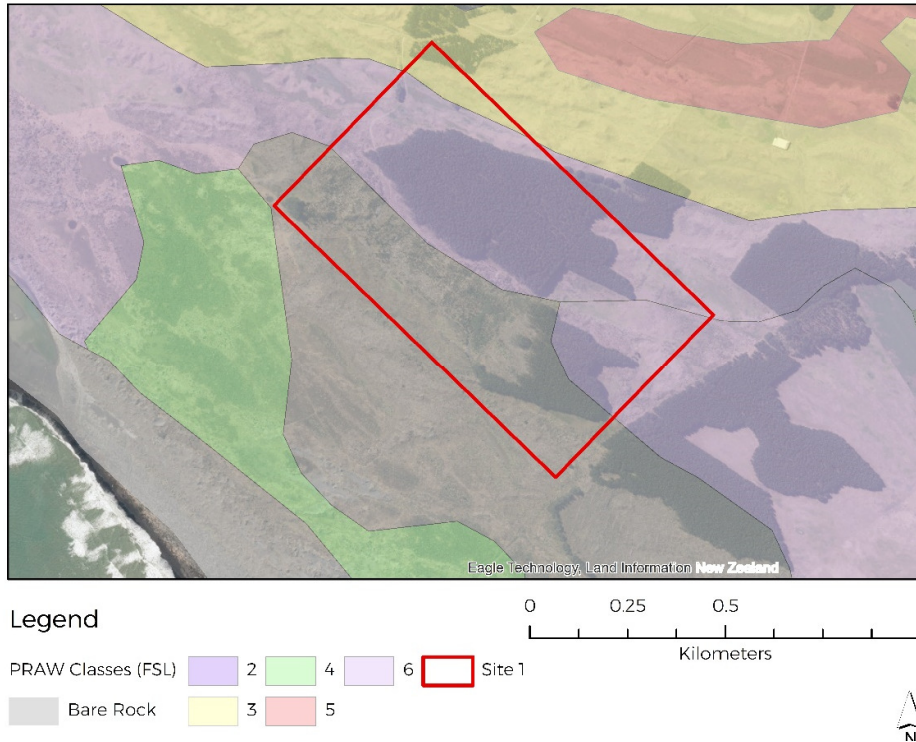 Eagle Technology, Land Information New Zealand
Legend
PRAW Classes (FSL) 2 4 6 Site 1
Bare Rock 3 5
0 0.25 0.5
Kilometers
N